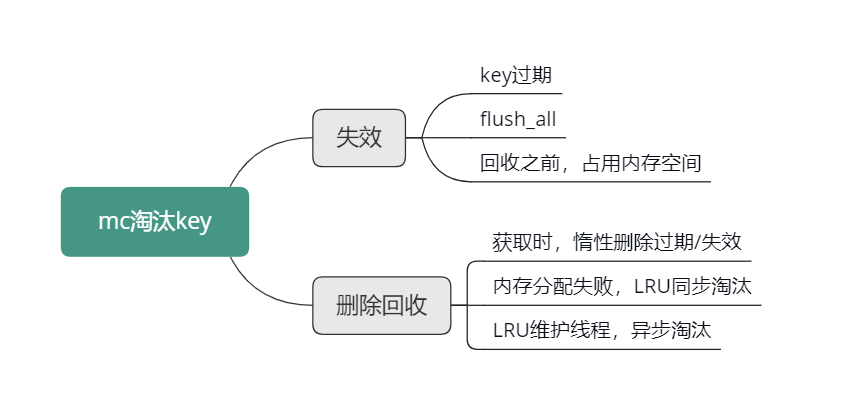 mc淘汰key
失效
key过期
flush_all
回收之前，占用内存空间
删除回收
获取时，惰性删除过期/失效
内存分配失败，LRU同步淘汰
LRU维护线程，异步淘汰